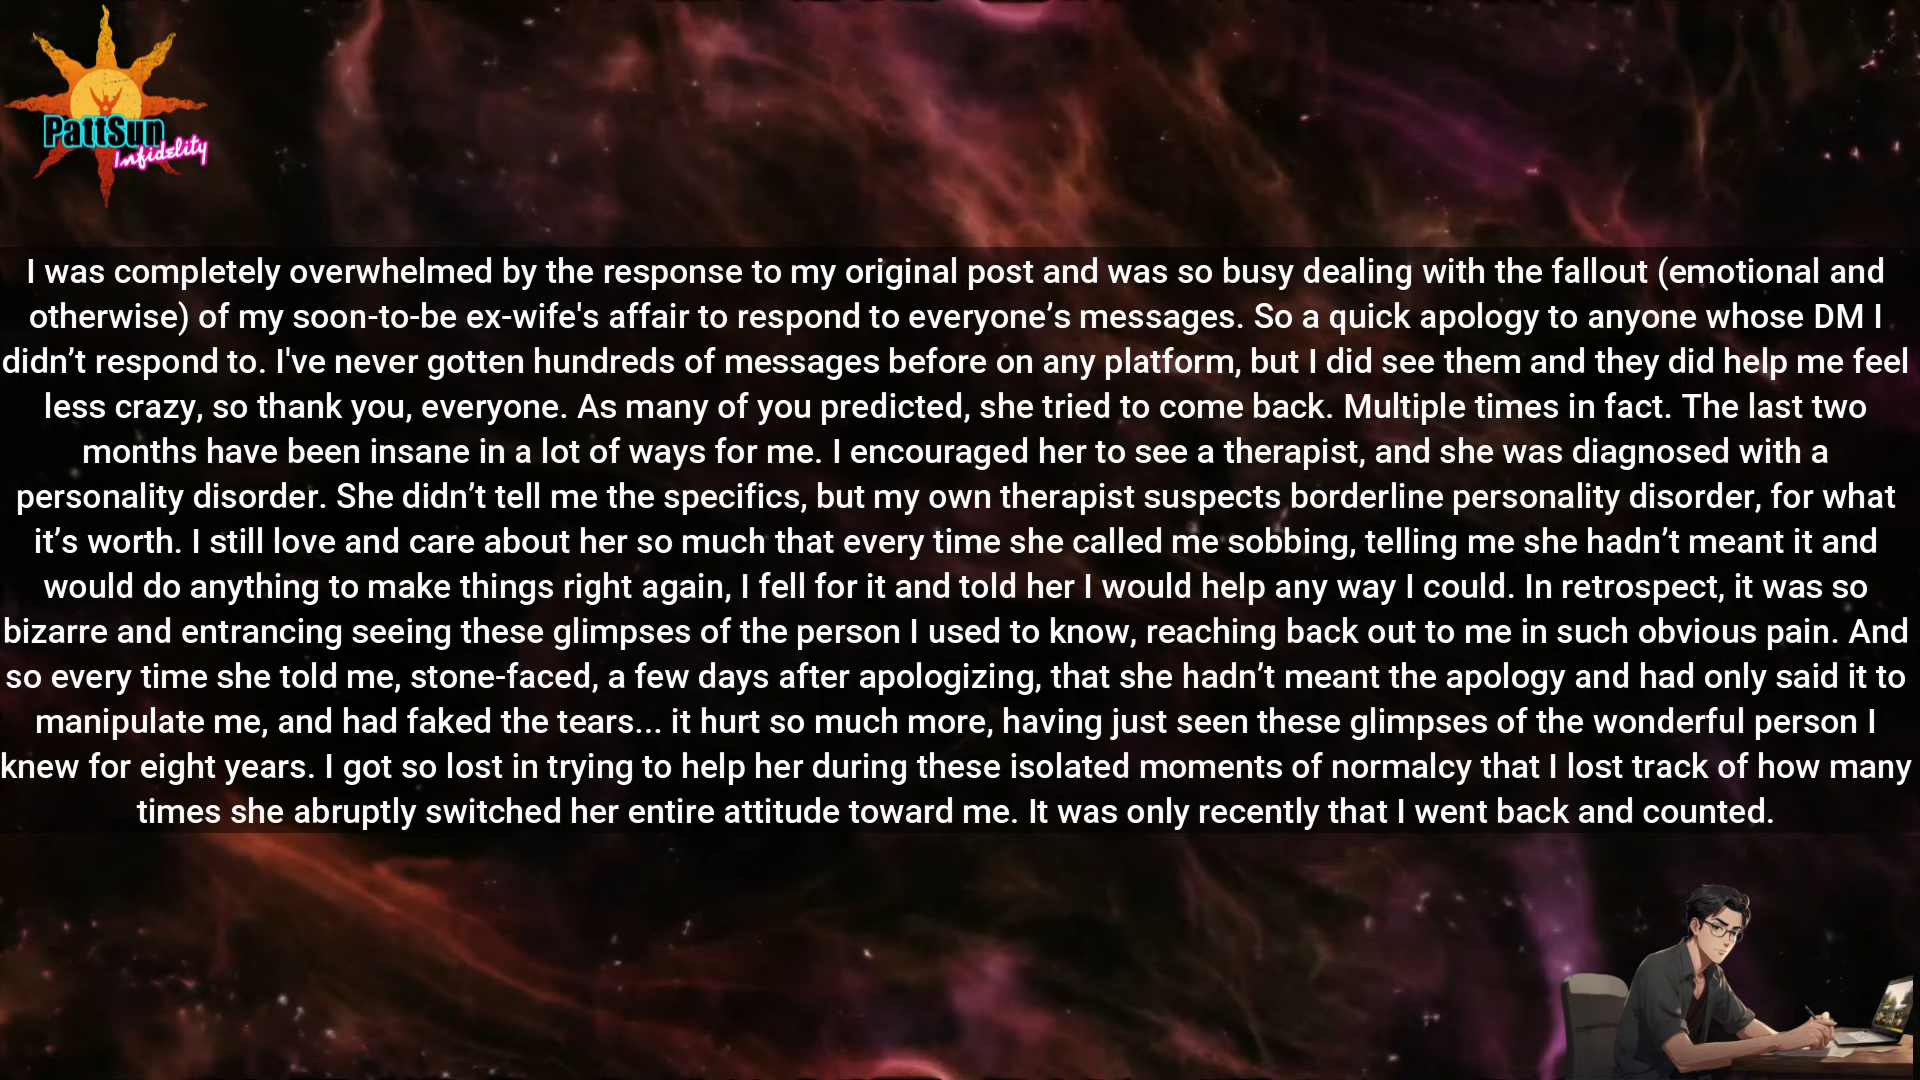 PattSun
Infidelity
I was completely overwhelmed by the response to my original post and was so busy dealing with the fallout (emotional and
otherwise) of my soon-to-be ex-wife's affair to respond to everyone’s messages. So a quick apology to anyone whose DM I
didn’t respond to. I've never gotten hundreds of messages before on any platform, but I did see them and they did help me feel
less crazy, so thank you, everyone. As many of you predicted, she tried to come back. Multiple times in fact. The last two
months have been insane in a lot of ways for me. I encouraged her to see a therapist, and she was diagnosed with a
personality disorder. She didn’t tell me the specifics, but my own therapist suspects borderline personality disorder, for what
it’s worth. I still love and care about her so much that every time she called me sobbing, telling me she hadn’t meant it and
would do anything to make things right again, I fell for it and told her I would help any way I could. In retrospect, it was so
bizarre and entrancing seeing these glimpses of the person I used to know, reaching back out to me in such obvious pain. And
so every time she told me, stone-faced, a few days after apologizing, that she hadn’t meant the apology and had only said it to
manipulate me, and had faked the tears... it hurt so much more, having just seen these glimpses of the wonderful person I
knew for eight years. I got so lost in trying to help her during these isolated moments of normalcy that I lost track of how many
times she abruptly switched her entire attitude toward me. It was only recently that I went back and counted.